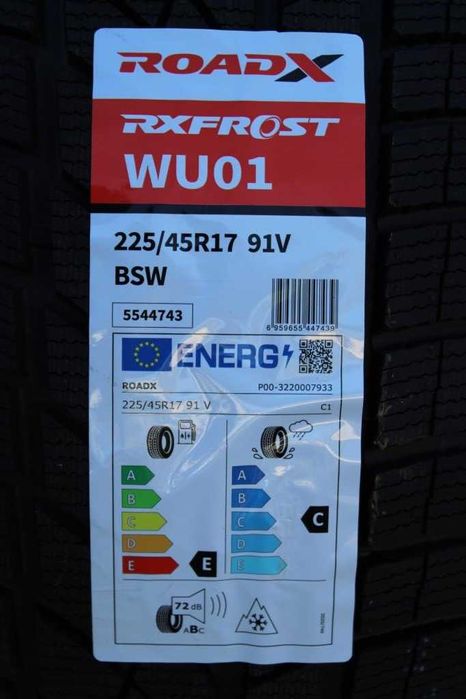 ROADX
RXFROST
WU01
225/45R17 91V
BSW
5544743
6 959655 447439
ENERG
ROADX P00-3220007933
225/45R17 91 V C1
A A
B B
C C C
D D
E E E
72 dB
ABC